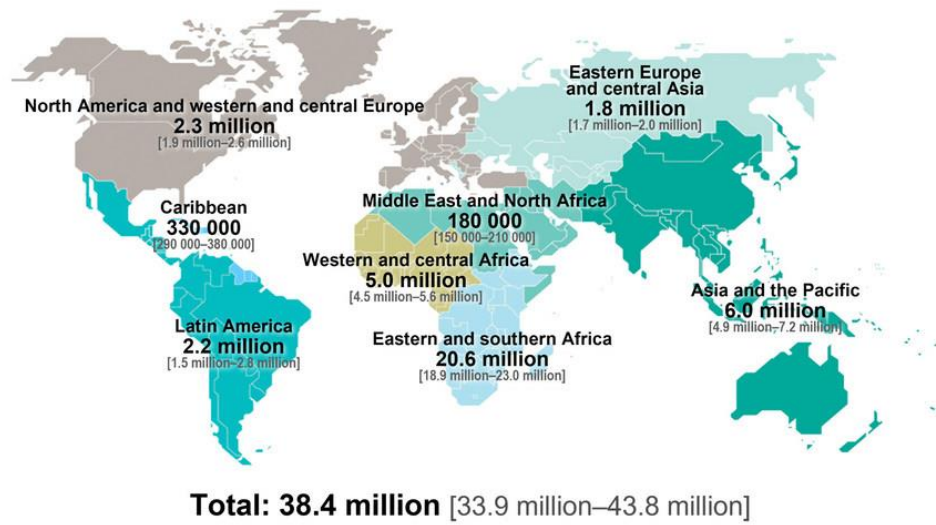 Eastern Europe
and central Asia
1.8 million
[1.7 million–2.0 million]
North America and western and central Europe
2.3 million
[1.9 million–2.6 million]
Middle East and North Africa
180 000
[150 000–210 000]
Caribbean
330 000
[290 000–380 000]
Western and central Africa
5.0 million
[4.5 million–5.6 million]
Asia and the Pacific
6.0 million
[4.9 million–7.2 million]
Latin America
2.2 million
[1.5 million–2.8 million]
Eastern and southern Africa
20.6 million
[18.9 million–23.0 million]
Total: 38.4 million [33.9 million–43.8 million]